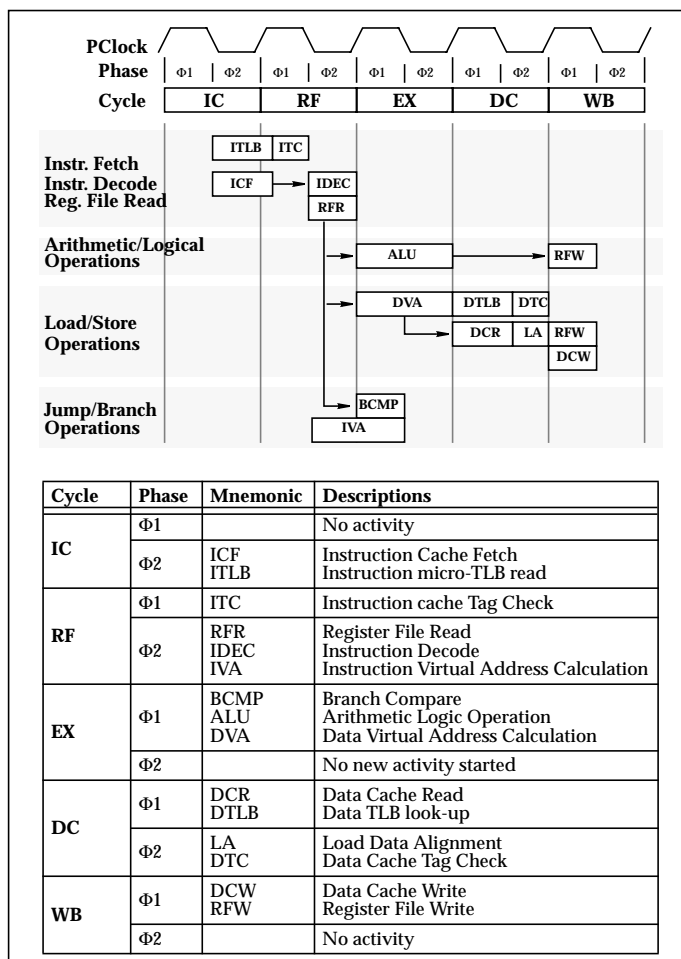 PClock
Phase Φ1 Φ2 Φ1 Φ2 Φ1 Φ2 Φ1 Φ2 Φ1 Φ2
Cycle IC RF EX DC WB
ITLB ITC
Instr. Fetch
Instr. Decode ICF IDEC
Reg. File Read RFR
Arithmetic/Logical
Operations ALU RFW
DVA DTLB DTC
Load/Store
Operations DCR LA RFW
DCW
BCMP
Jump/Branch
Operations IVA
Cycle Phase Mnemonic Descriptions
IC Φ1 No activity
Φ2 ICF Instruction Cache Fetch
ITLB Instruction micro-TLB read
RF Φ1 ITC Instruction cache Tag Check
Φ2 RFR Register File Read
IDEC Instruction Decode
IVA Instruction Virtual Address Calculation
EX Φ1 BCMP Branch Compare
ALU Arithmetic Logic Operation
DVA Data Virtual Address Calculation
Φ2 No new activity started
DC Φ1 DCR Data Cache Read
DTLB Data TLB look-up
Φ2 LA Load Data Alignment
DTC Data Cache Tag Check
WB Φ1 DCW Data Cache Write
RFW Register File Write
Φ2 No activity